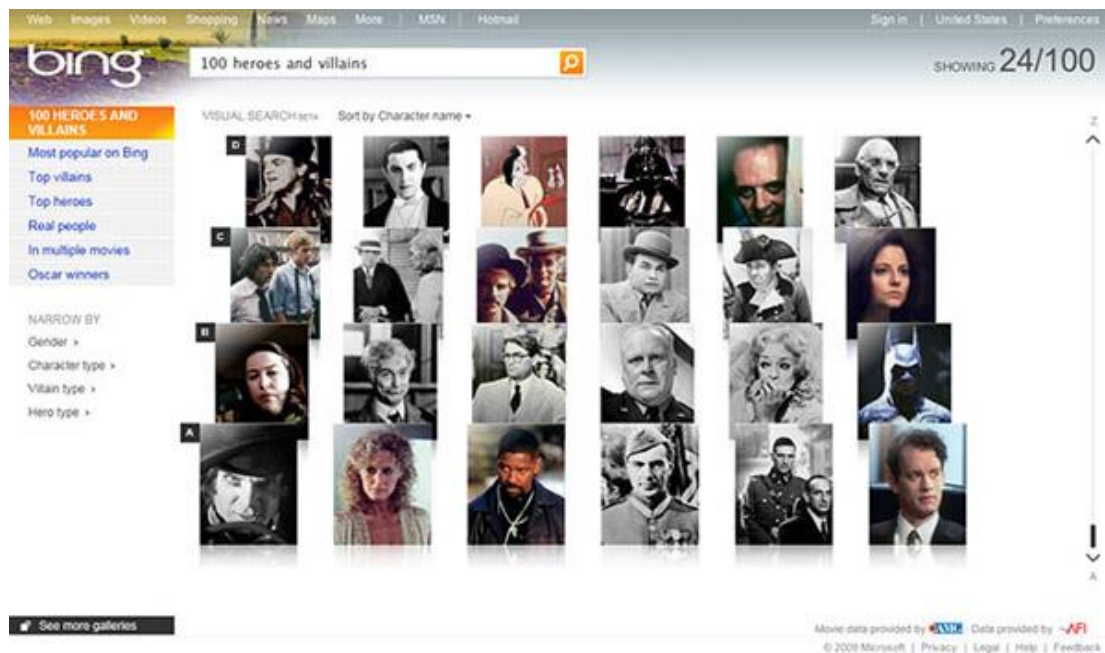 Web Images Videos Shopping News Maps More | MSN | Hotmail
Sign in | United States | Preferences
bing
100 heroes and villains
SHOWING 24/100
100 HEROES AND
VILLAINS
Most popular on Bing
Top villains
Top heroes
Real people
In multiple movies
Oscar winners
NARROW BY
Gender
Character type
Villain type
Hero type
VISUAL SEARCH BETA Sort by Character name
Z
D
C
B
A
A
See more galleries
Movie data provided by AMG Data provided by AFI
© 2009 Microsoft | Privacy | Legal | Help | Feedback